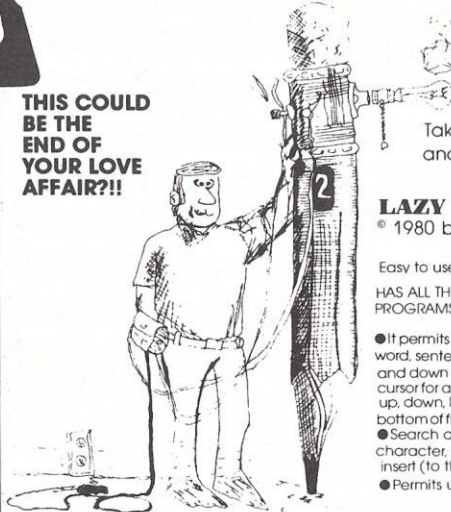 THIS COULD
BE THE
END OF
YOUR LOVE
AFFAIR?!!
2
Tak
and
LAZY
© 1980 b
Easy to use
HAS ALL TH
PROGRAMS
●It permits
word, sente
and down
cursor for a
up, down, l
bottom of fi
●Search a
character,
insert (to th
●Permits u